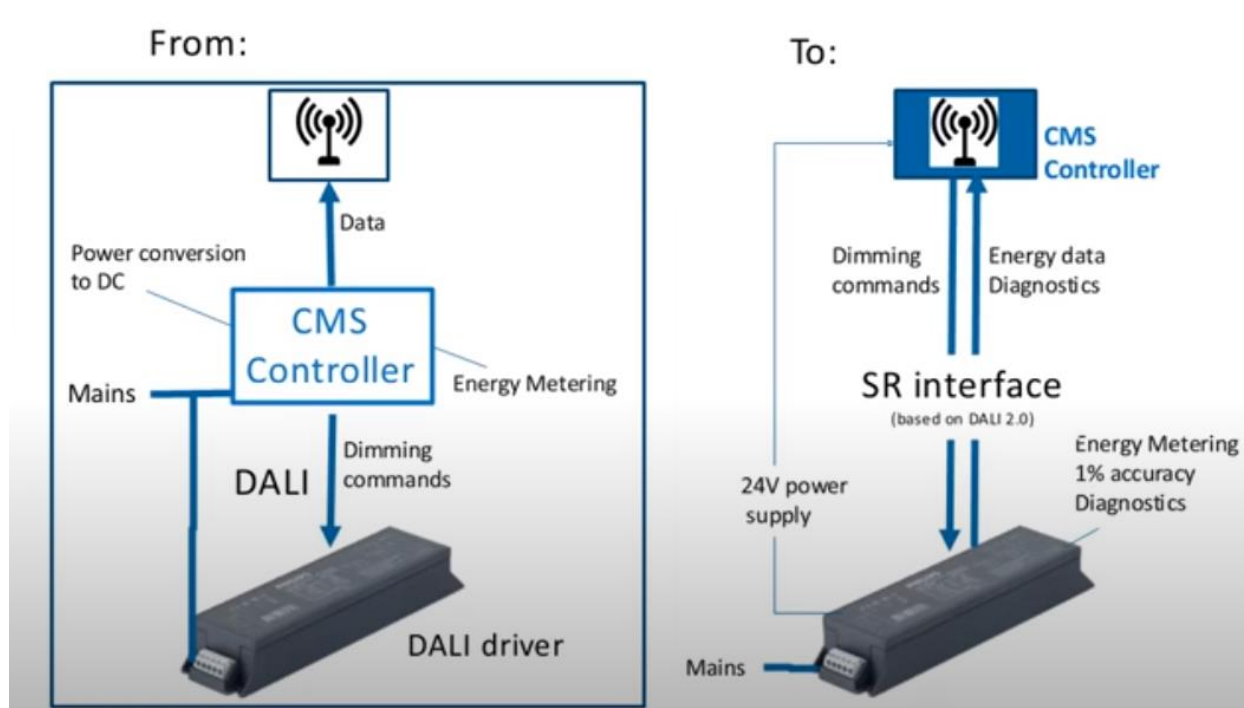 From:
Data
Power conversion
to DC
CMS
Controller
Mains
Energy Metering
Dimming
commands
DALI
DALI driver
To:
CMS
Controller
Dimming
commands
Energy data
Diagnostics
SR interface
(based on DALI 2.0)
24V power
supply
Energy Metering
1% accuracy
Diagnostics
Mains